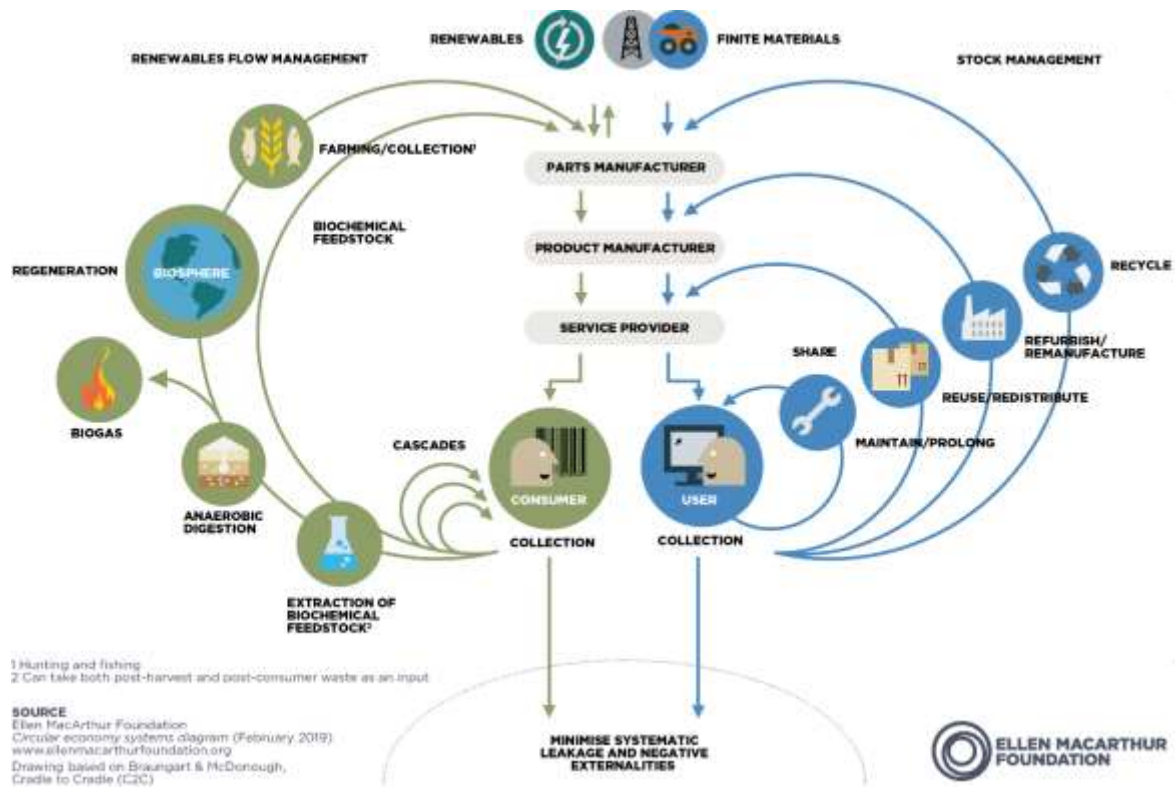 RENEWABLES
FINITE MATERIALS
RENEWABLES FLOW MANAGEMENT
STOCK MANAGEMENT
FARMING/COLLECTION¹
PARTS MANUFACTURER
BIOCHEMICAL
FEEDSTOCK
PRODUCT MANUFACTURER
REGENERATION
BIOSPHERE
RECYCLE
SERVICE PROVIDER
SHARE
REFURBISH/
REMANUFACTURE
REUSE/REDISTRIBUTE
BIOGAS
CASCADES
MAINTAIN/PROLONG
CONSUMER
USER
ANAEROBIC
DIGESTION
COLLECTION
COLLECTION
EXTRACTION OF
BIOCHEMICAL
FEEDSTOCK²
1 Hunting and fishing
2 Can take both post-harvest and post-consumer waste as an input
SOURCE
Ellen MacArthur Foundation
Circular economy systems diagram (February 2019)
www.ellenmacarthurfoundation.org
Drawing based on Braungart & McDonough,
Cradle to Cradle (C2C)
MINIMISE SYSTEMATIC
LEAKAGE AND NEGATIVE
EXTERNALITIES
ELLEN MACARTHUR
FOUNDATION